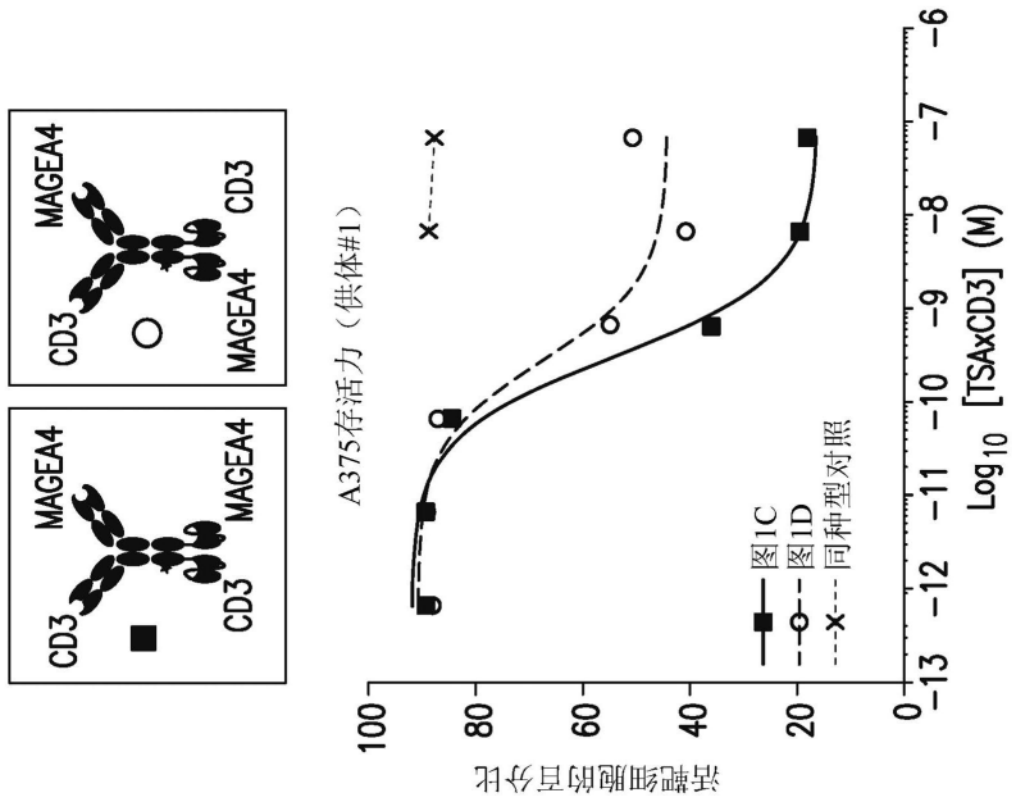 CD3
MAGEA4
CD3
MAGEA4
CD3
MAGEA4
MAGEA4
CD3
A375存活力（供体#1）
活靶细胞的百分比
100
80
60
40
20
0
图1C
图1D
同种型对照
-13
-12
-11
-10
-9
-8
-7
-6
Log10 [TSAxCD3] (M)